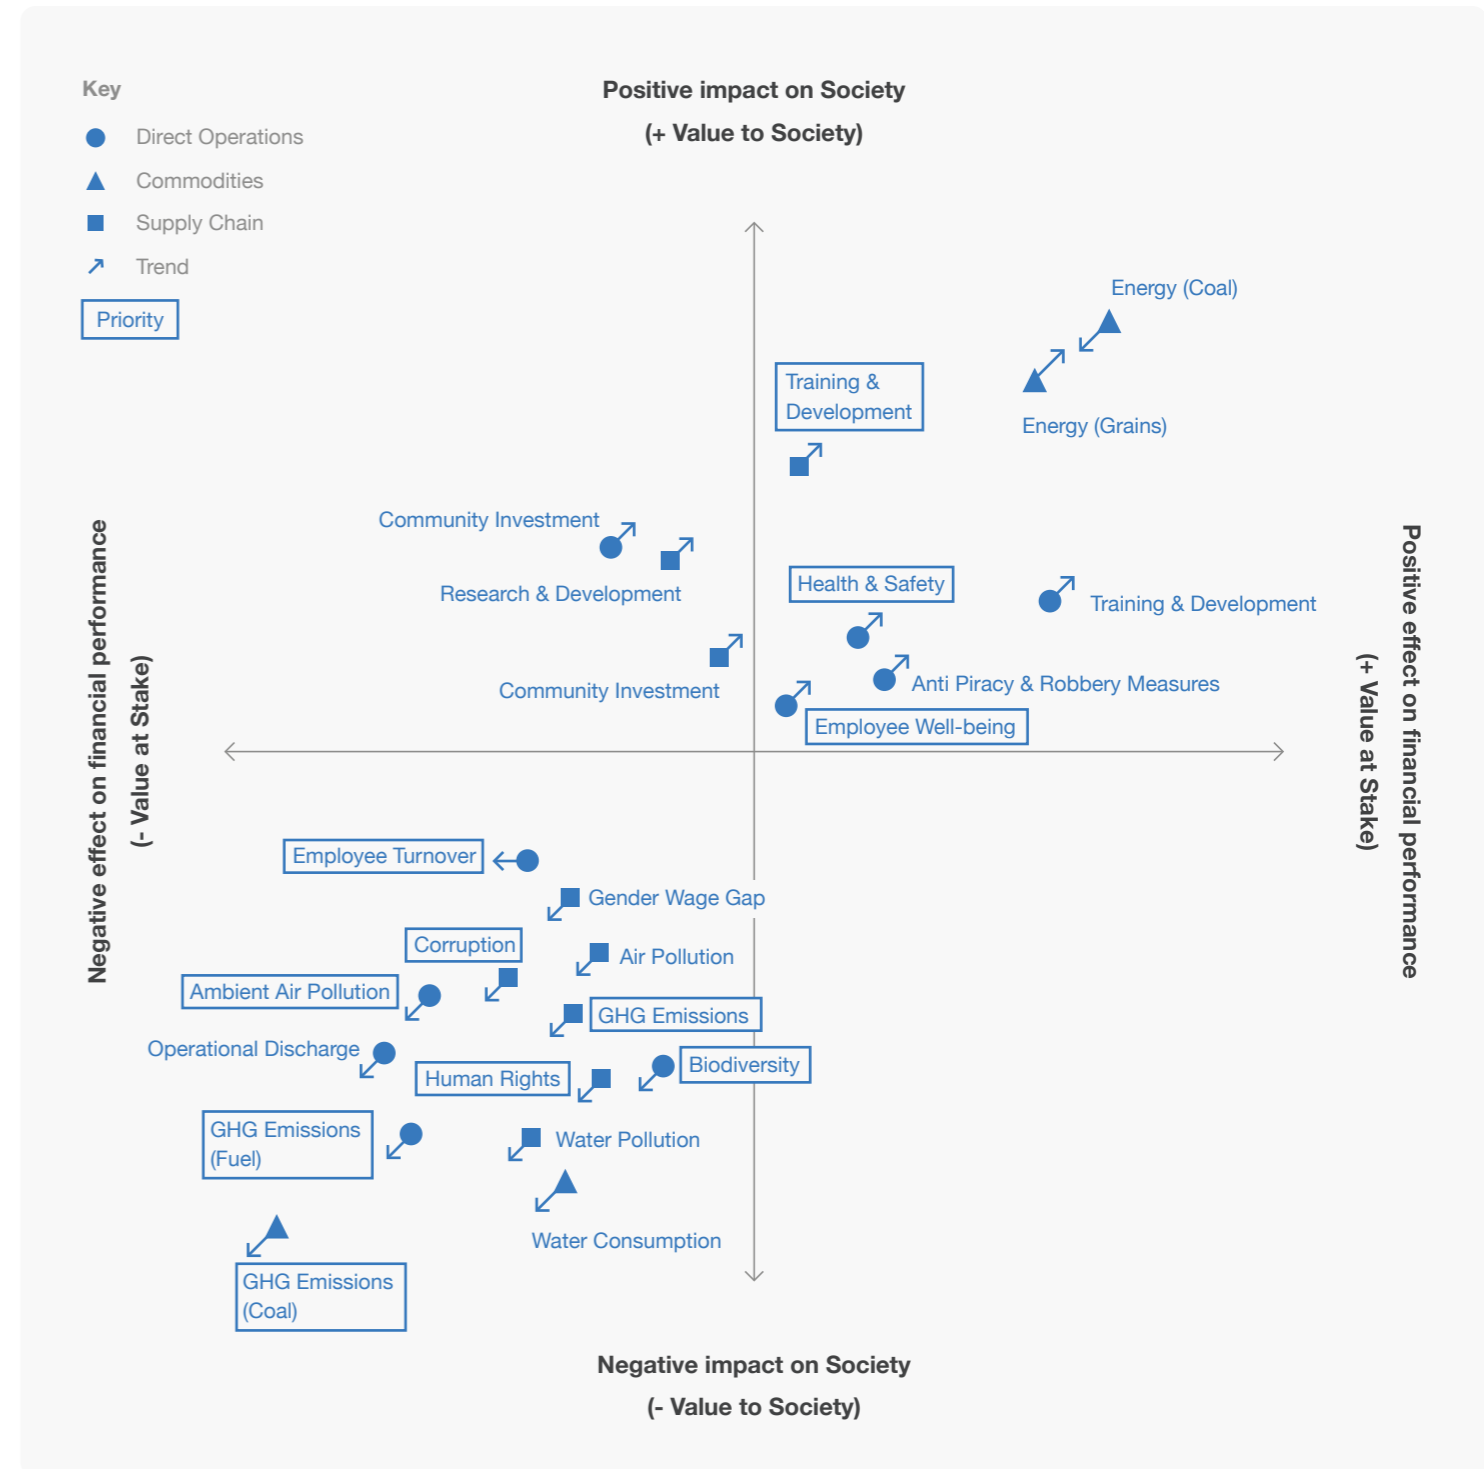 Key
Direct Operations
Commodities
Supply Chain
Trend
Priority
Positive impact on Society
(+ Value to Society)
Energy (Coal)
Training &
Development
Energy (Grains)
Community Investment
Research & Development
Health & Safety
Training & Development
Community Investment
Anti Piracy & Robbery Measures
Employee Well-being
Negative effect on financial performance
(- Value at Stake)
Positive effect on financial performance
(+ Value at Stake)
Employee Turnover
Gender Wage Gap
Corruption
Air Pollution
Ambient Air Pollution
GHG Emissions
Operational Discharge
Biodiversity
Human Rights
GHG Emissions
(Fuel)
Water Pollution
Water Consumption
GHG Emissions
(Coal)
Negative impact on Society
(- Value to Society)